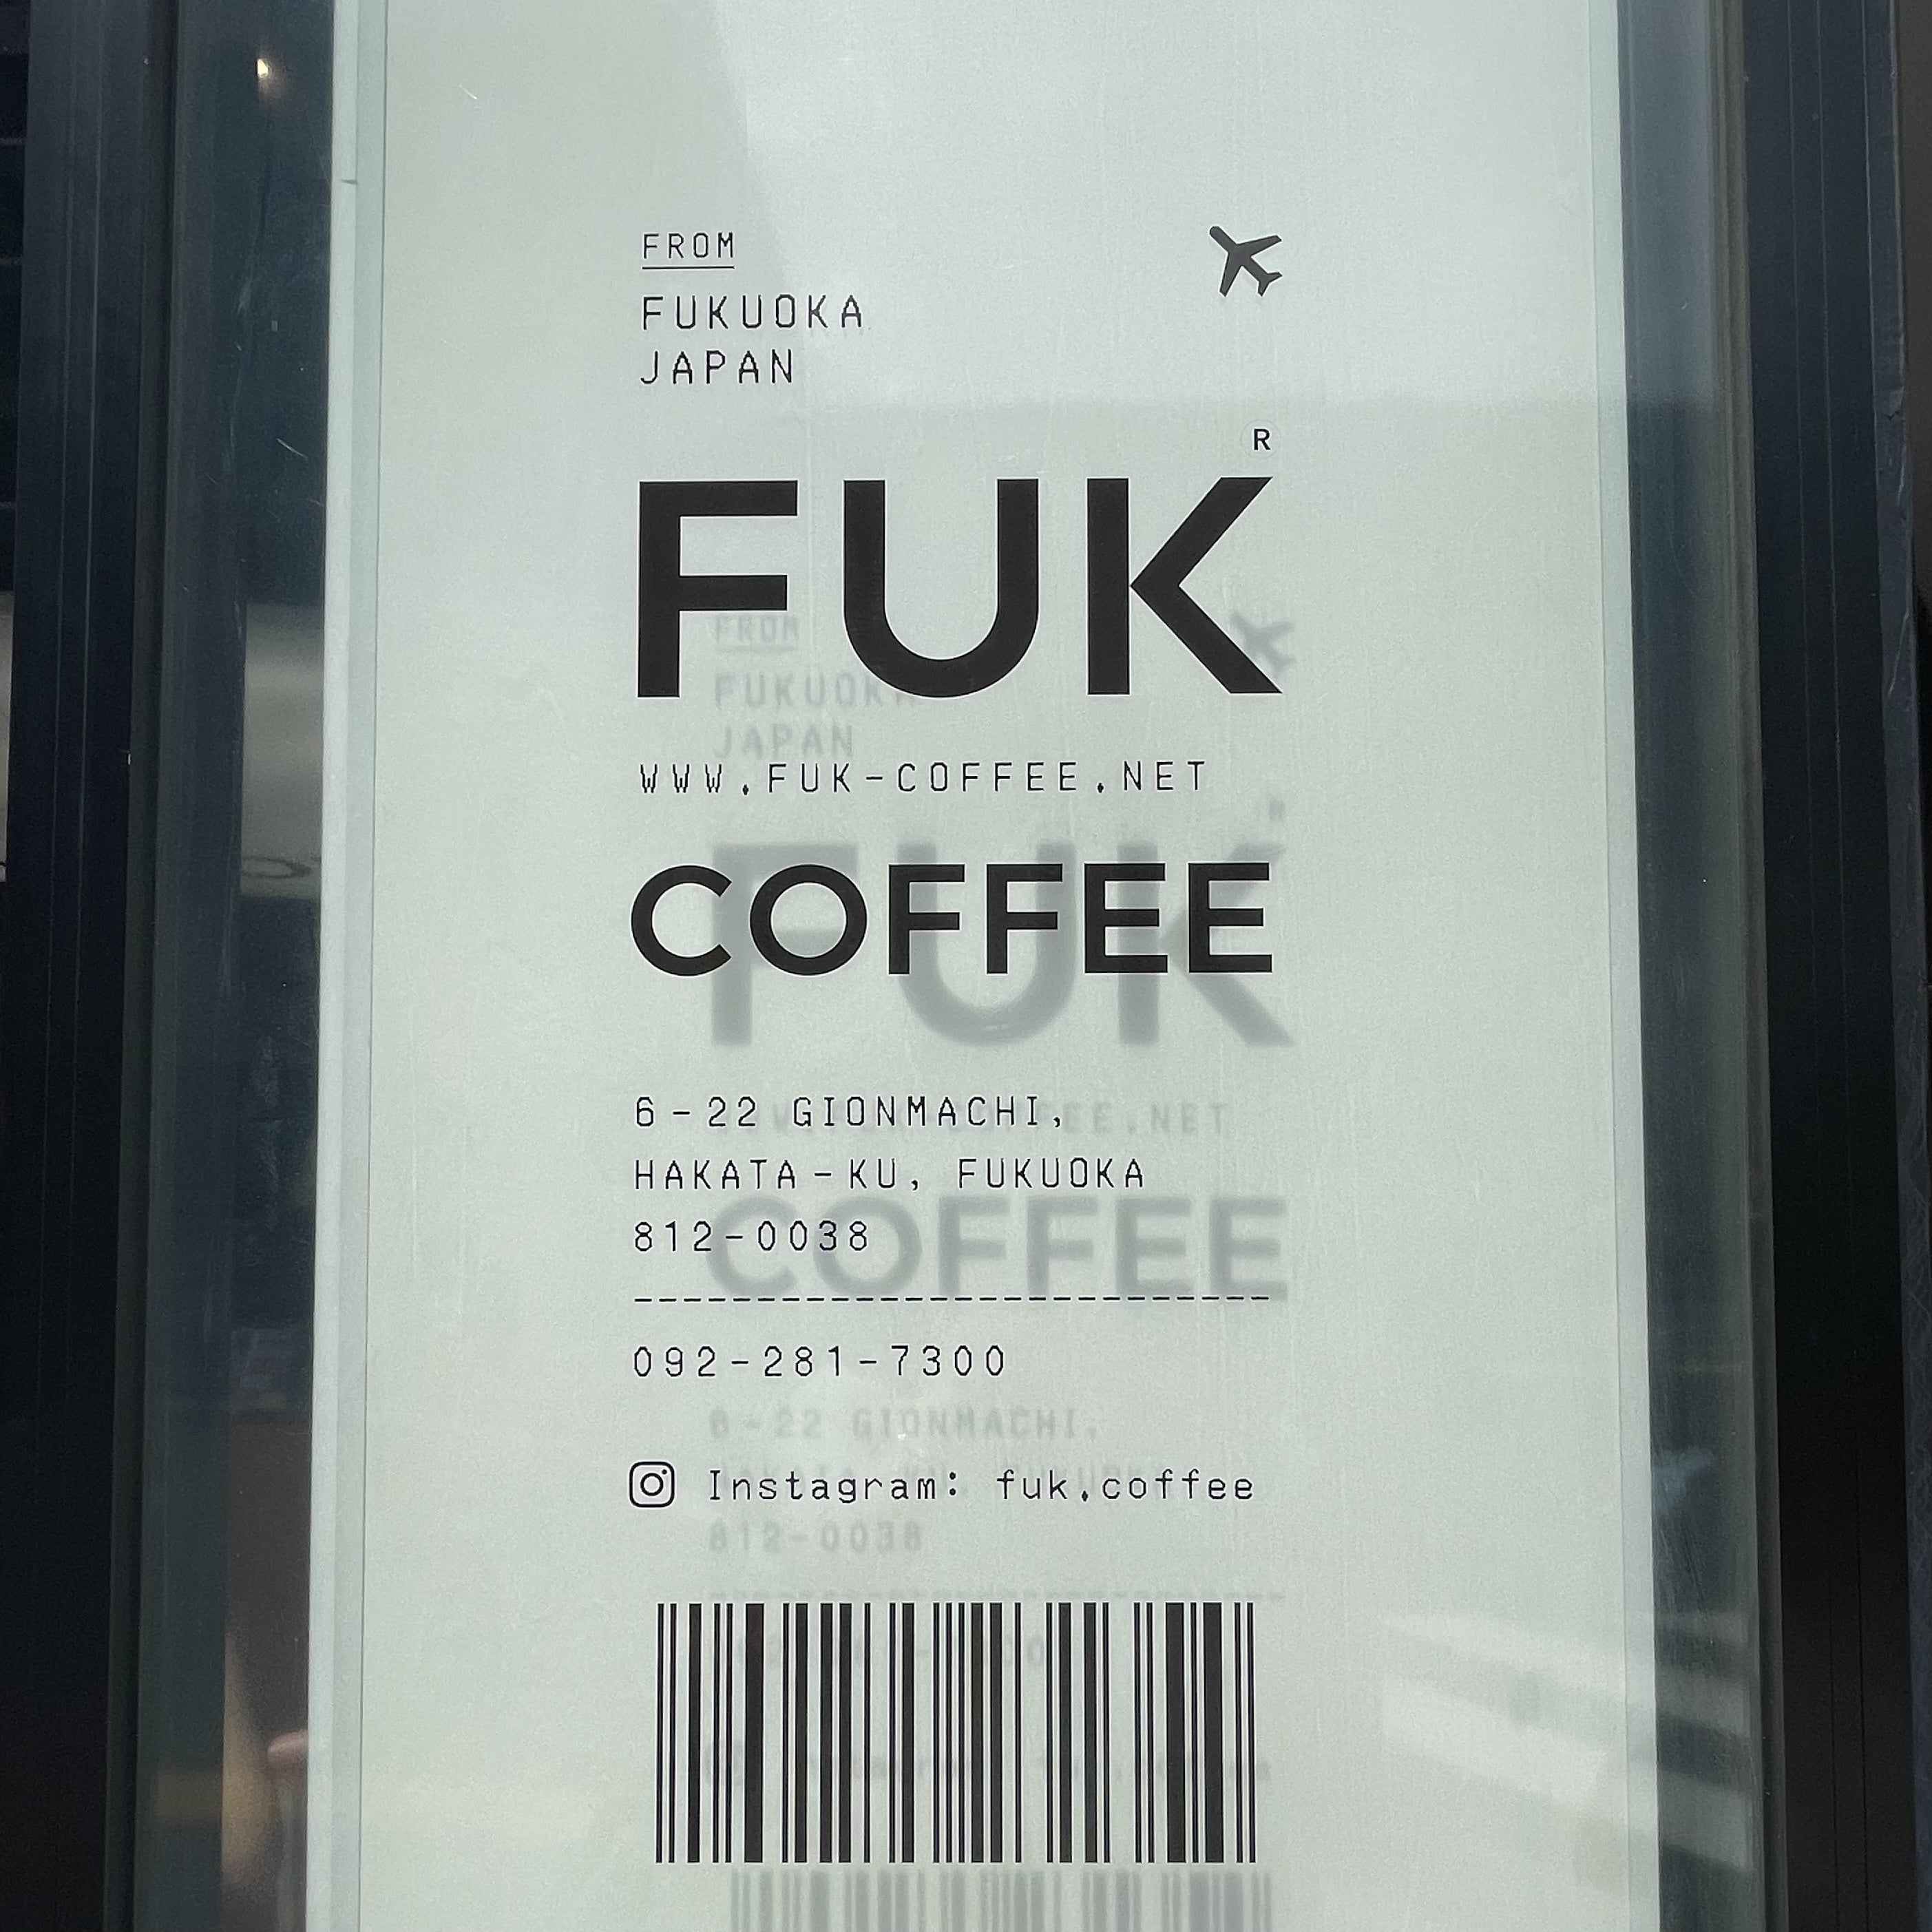 FROM
FUKUOKA
JAPAN
R
FUK
WWW.FUK-COFFEE.NET
COFFEE
6-22 GIONMACHI,
HAKATA-KU, FUKUOKA
812-0038
092-281-7300
Instagram: fuk.coffee